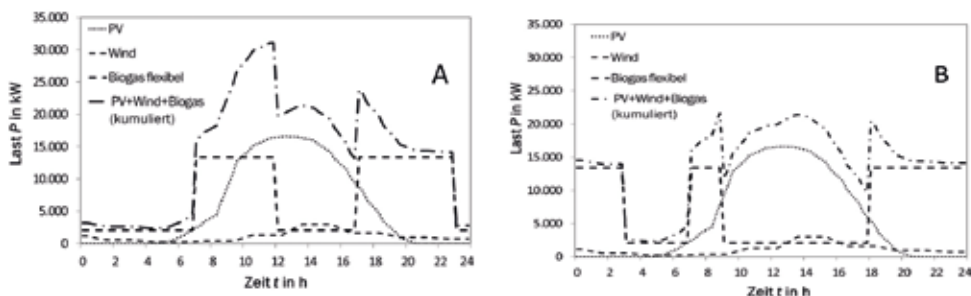 35.000
30.000
25.000
20.000
15.000
10.000
5.000
0
Last P in kW
PV
Wind
Biogas flexibel
PV+Wind+Biogas
(kumuliert)
A
0 2 4 6 8 10 12 14 16 18 20 22 24
Zeit t in h
35.000
30.000
25.000
20.000
15.000
10.000
5.000
0
Last P in kW
PV
Wind
Biogas flexibel
PV+Wind+Biogas
(kumuliert)
B
0 2 4 6 8 10 12 14 16 18 20 22 24
Zeit t in h